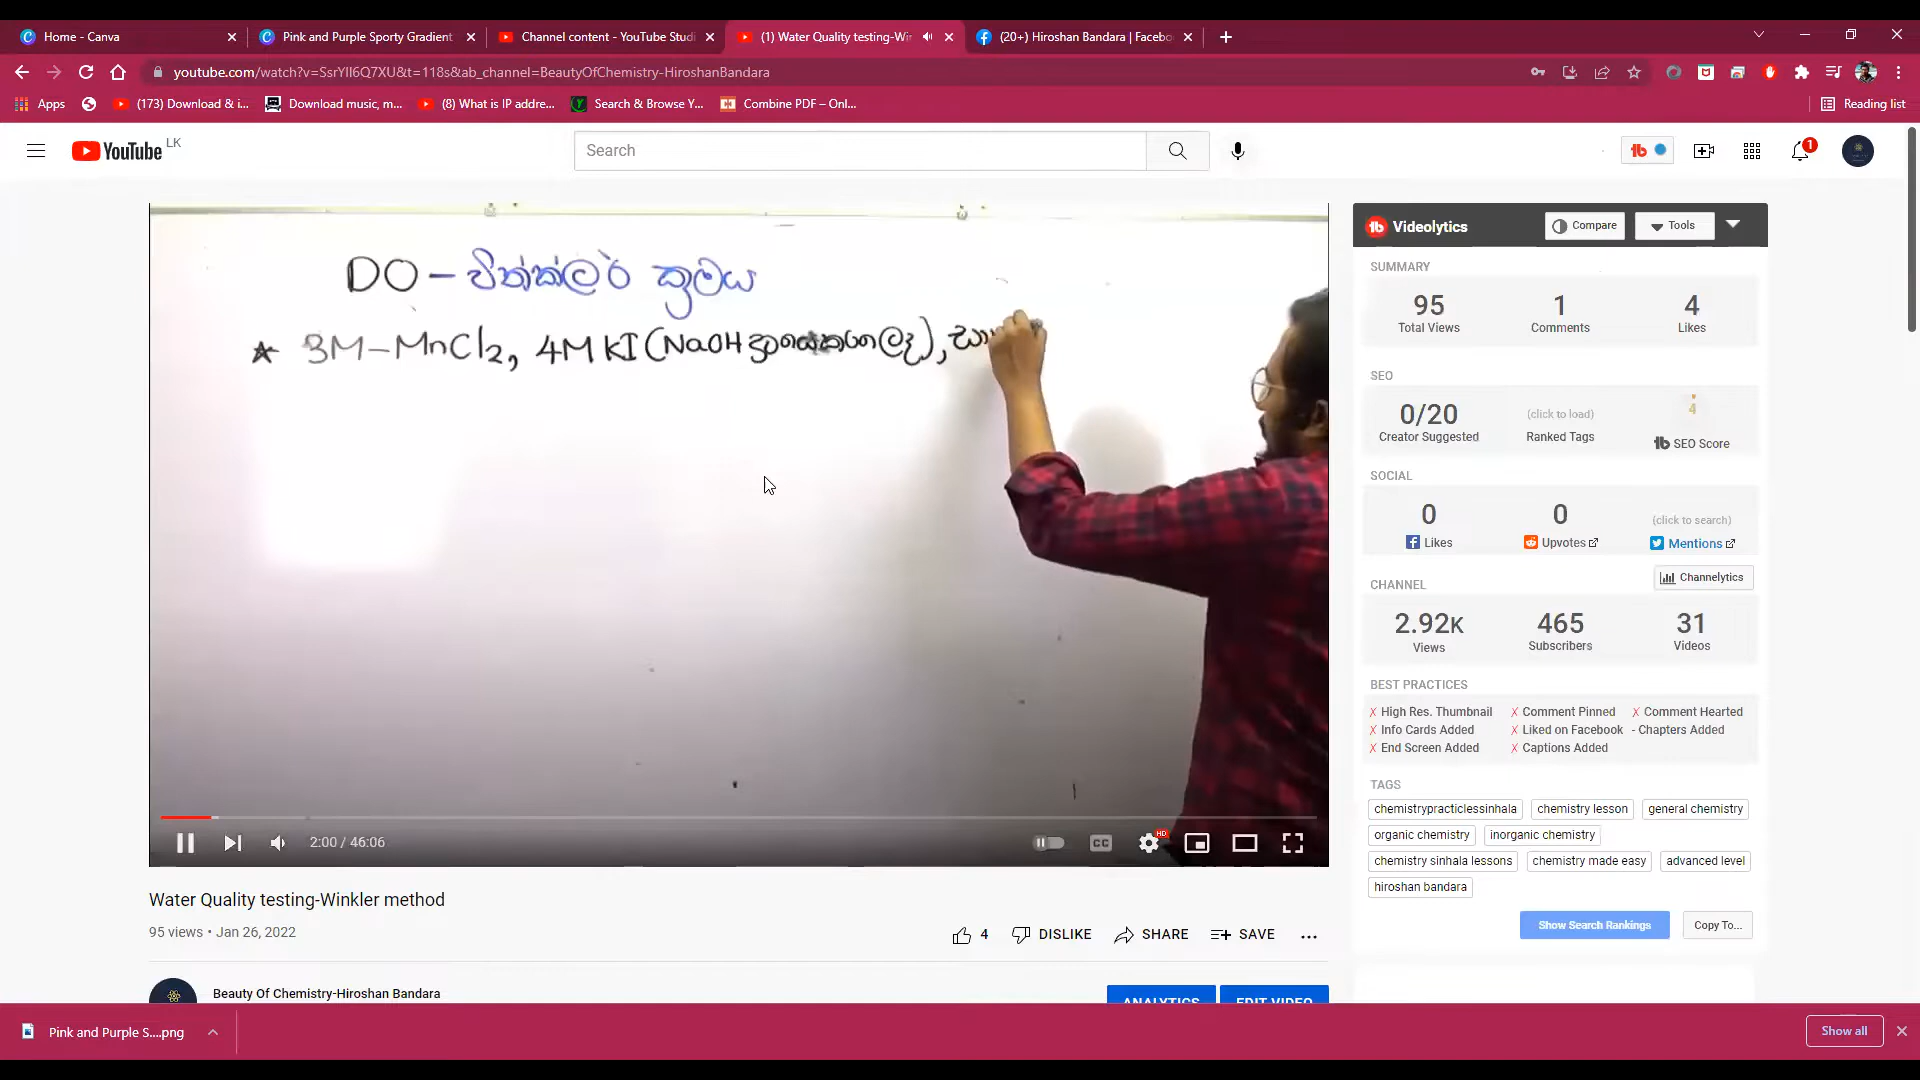 Home - Canva
Pink and Purple Sporty Gradient
Channel content - YouTube Studi
(1) Water Quality testing-Win
(20+) Hiroshan Bandara | Facebo
youtube.com/watch?v=SsrYlI6Q7XU&t=118s&ab_channel=BeautyOfChemistry-HiroshanBandara
Apps
(173) Download & i...
Download music, m...
(8) What is IP addre...
Search & Browse Y...
Combine PDF – Onl...
Reading list
YouTube LK
Search
1
DO – වින්ක්ලර් ක්‍රමය
★ 3M – MnCl2, 4M KI (NaOH
HD
CC
2:00 / 46:06
Water Quality testing-Winkler method
95 views • Jan 26, 2022
4 DISLIKE SHARE SAVE ...
Beauty Of Chemistry-Hiroshan Bandara
ANALYTICS EDIT VIDEO
Videolytics Compare Tools
SUMMARY
95 1 4
Total Views Comments Likes
SEO
0/20 (click to load) 4
Creator Suggested Ranked Tags SEO Score
SOCIAL
0 0 (click to search)
Likes Upvotes Mentions
CHANNEL Channelytics
2.92K 465 31
Views Subscribers Videos
BEST PRACTICES
X High Res. Thumbnail X Comment Pinned X Comment Hearted
X Info Cards Added X Liked on Facebook - Chapters Added
X End Screen Added X Captions Added
TAGS
chemistrypracticlessinhala chemistry lesson general chemistry
organic chemistry inorganic chemistry
chemistry sinhala lessons chemistry made easy advanced level
hiroshan bandara
Show Search Rankings Copy To...
Pink and Purple S....png
Show all